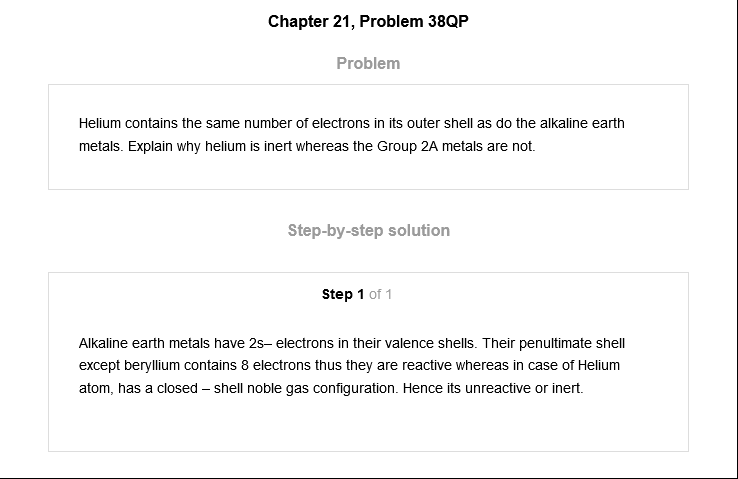 Chapter 21, Problem 38QP
Problem
Helium contains the same number of electrons in its outer shell as do the alkaline earth
metals. Explain why helium is inert whereas the Group 2A metals are not.
Step-by-step solution
Step 1 of 1
Alkaline earth metals have 2s– electrons in their valence shells. Their penultimate shell
except beryllium contains 8 electrons thus they are reactive whereas in case of Helium
atom, has a closed – shell noble gas configuration. Hence its unreactive or inert.